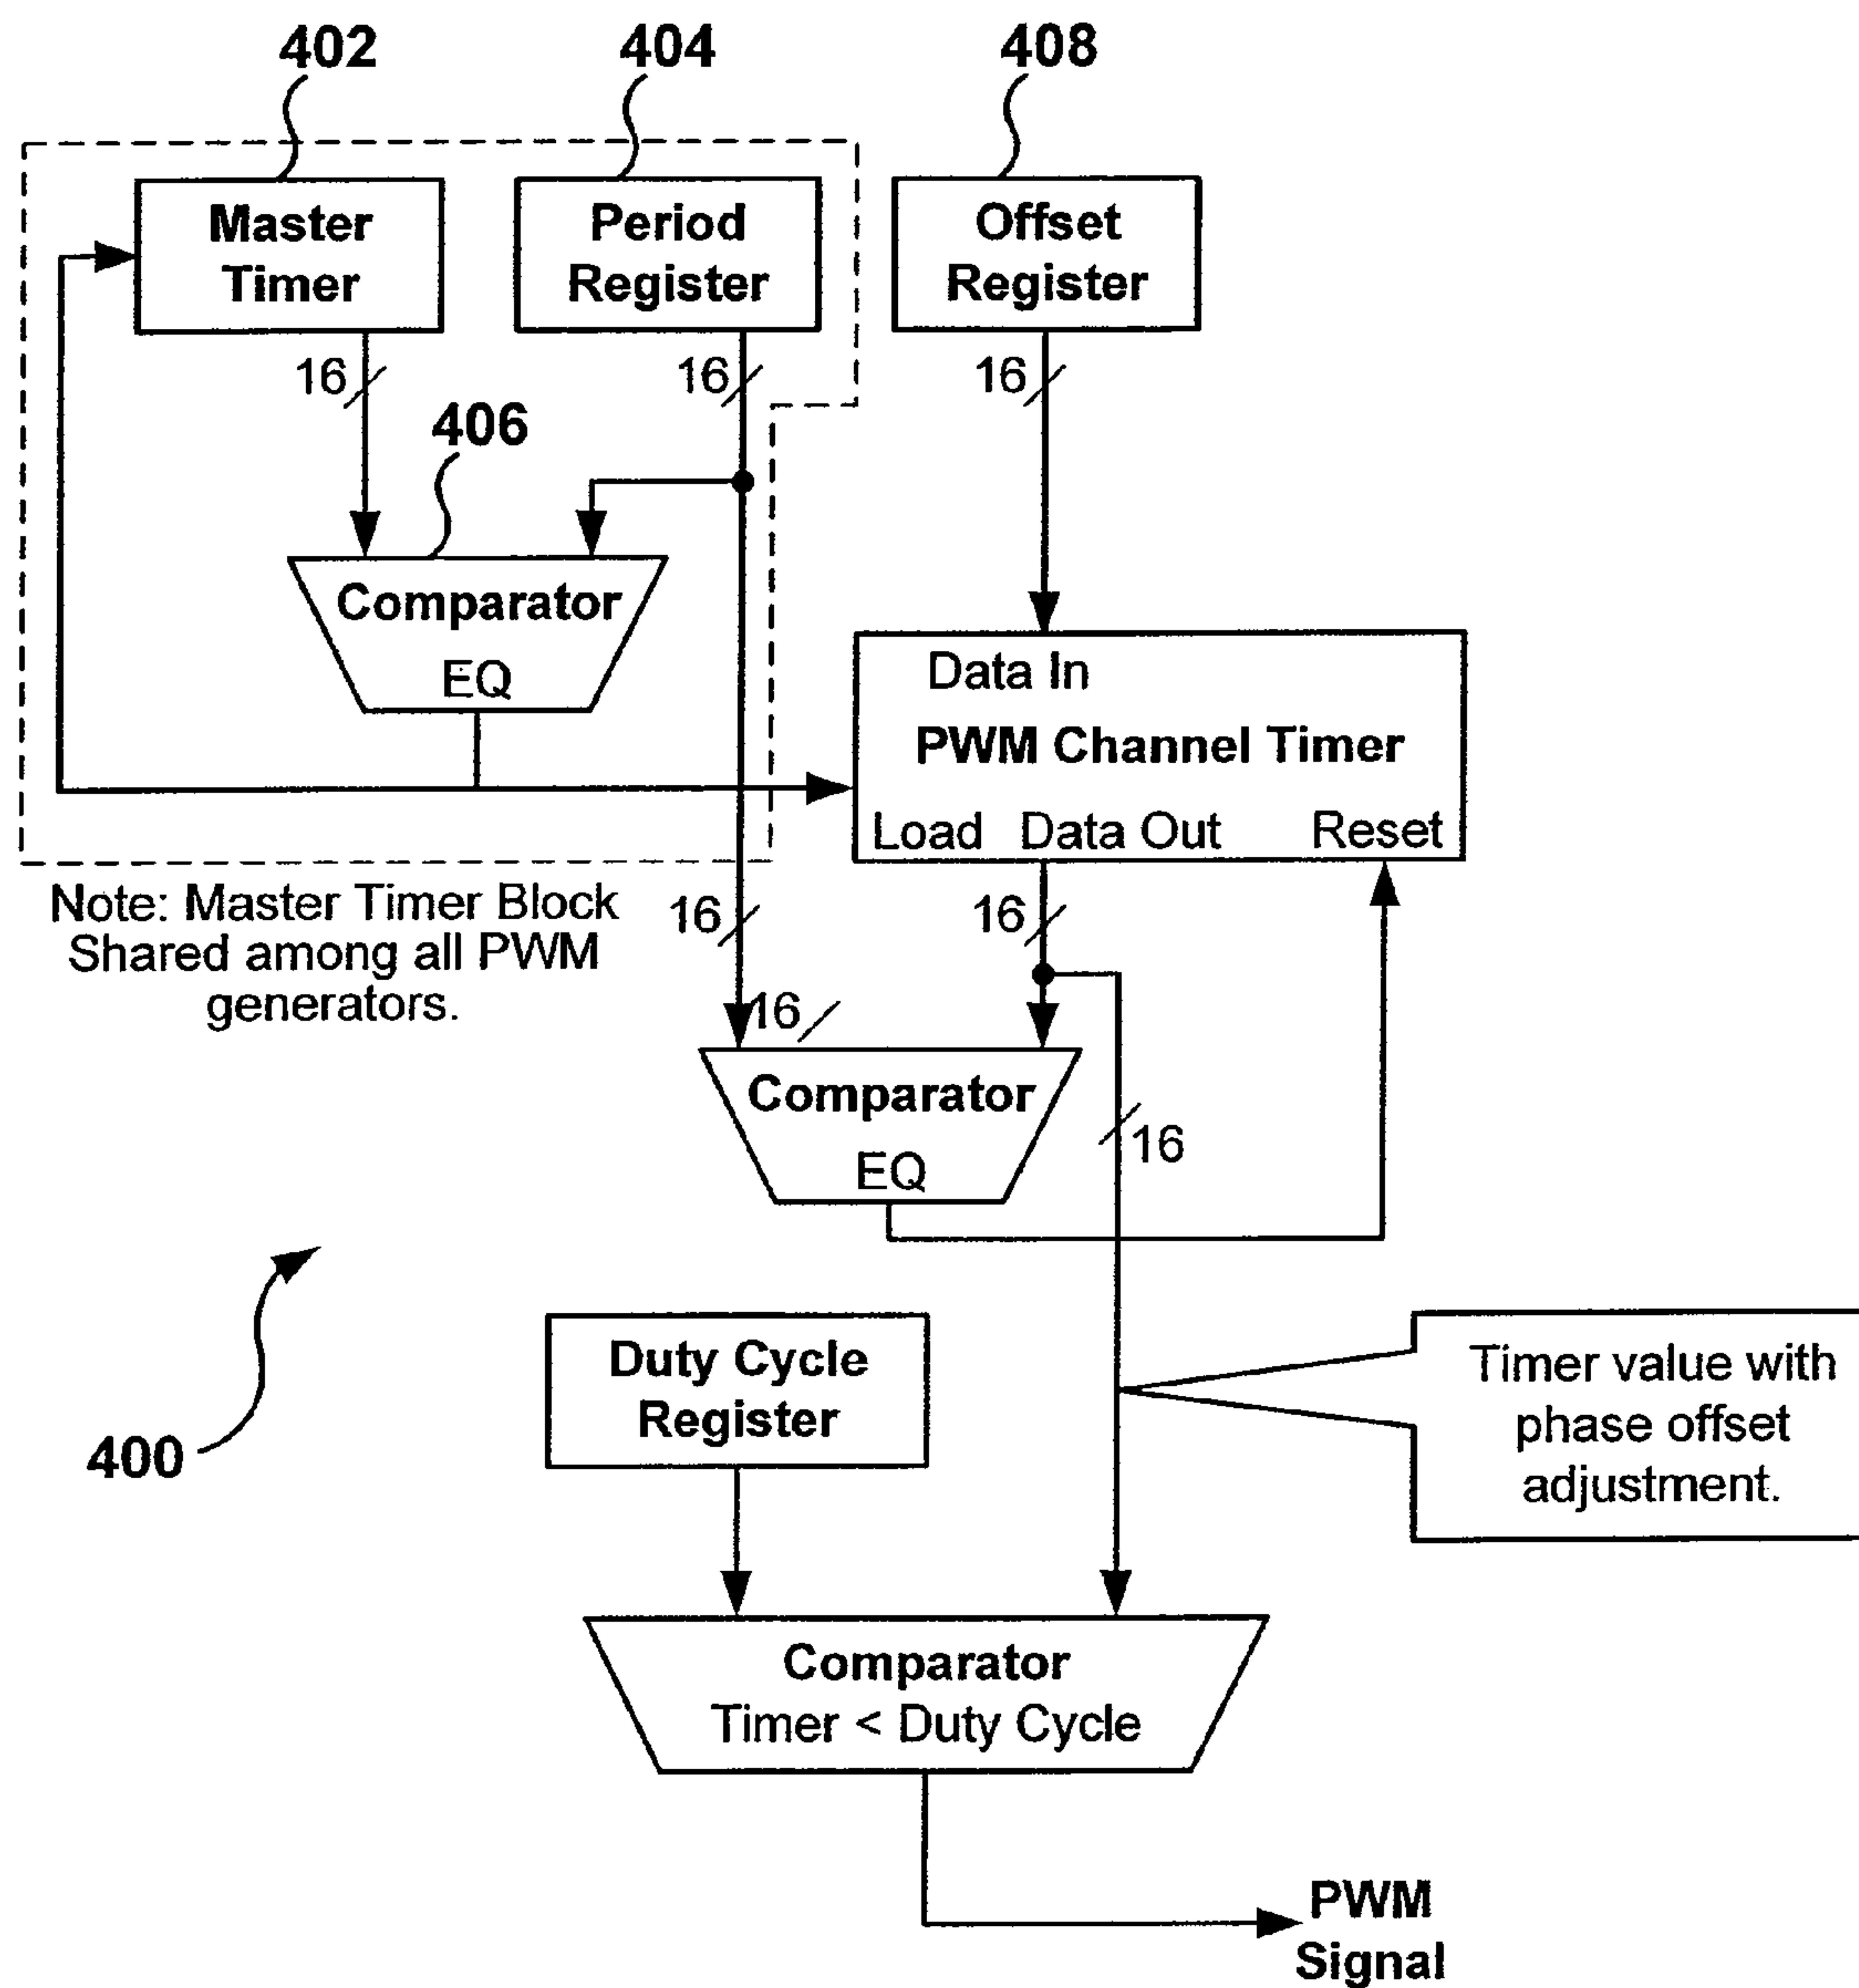 402
404
408
Master
Timer
Period
Register
Offset
Register
16
16
16
406
Comparator
EQ
Data In
PWM Channel Timer
Load Data Out Reset
Note: Master Timer Block
Shared among all PWM
generators.
16
16
16
Comparator
EQ
16
Duty Cycle
Register
Timer value with
phase offset
adjustment.
400
Comparator
Timer < Duty Cycle
PWM
Signal